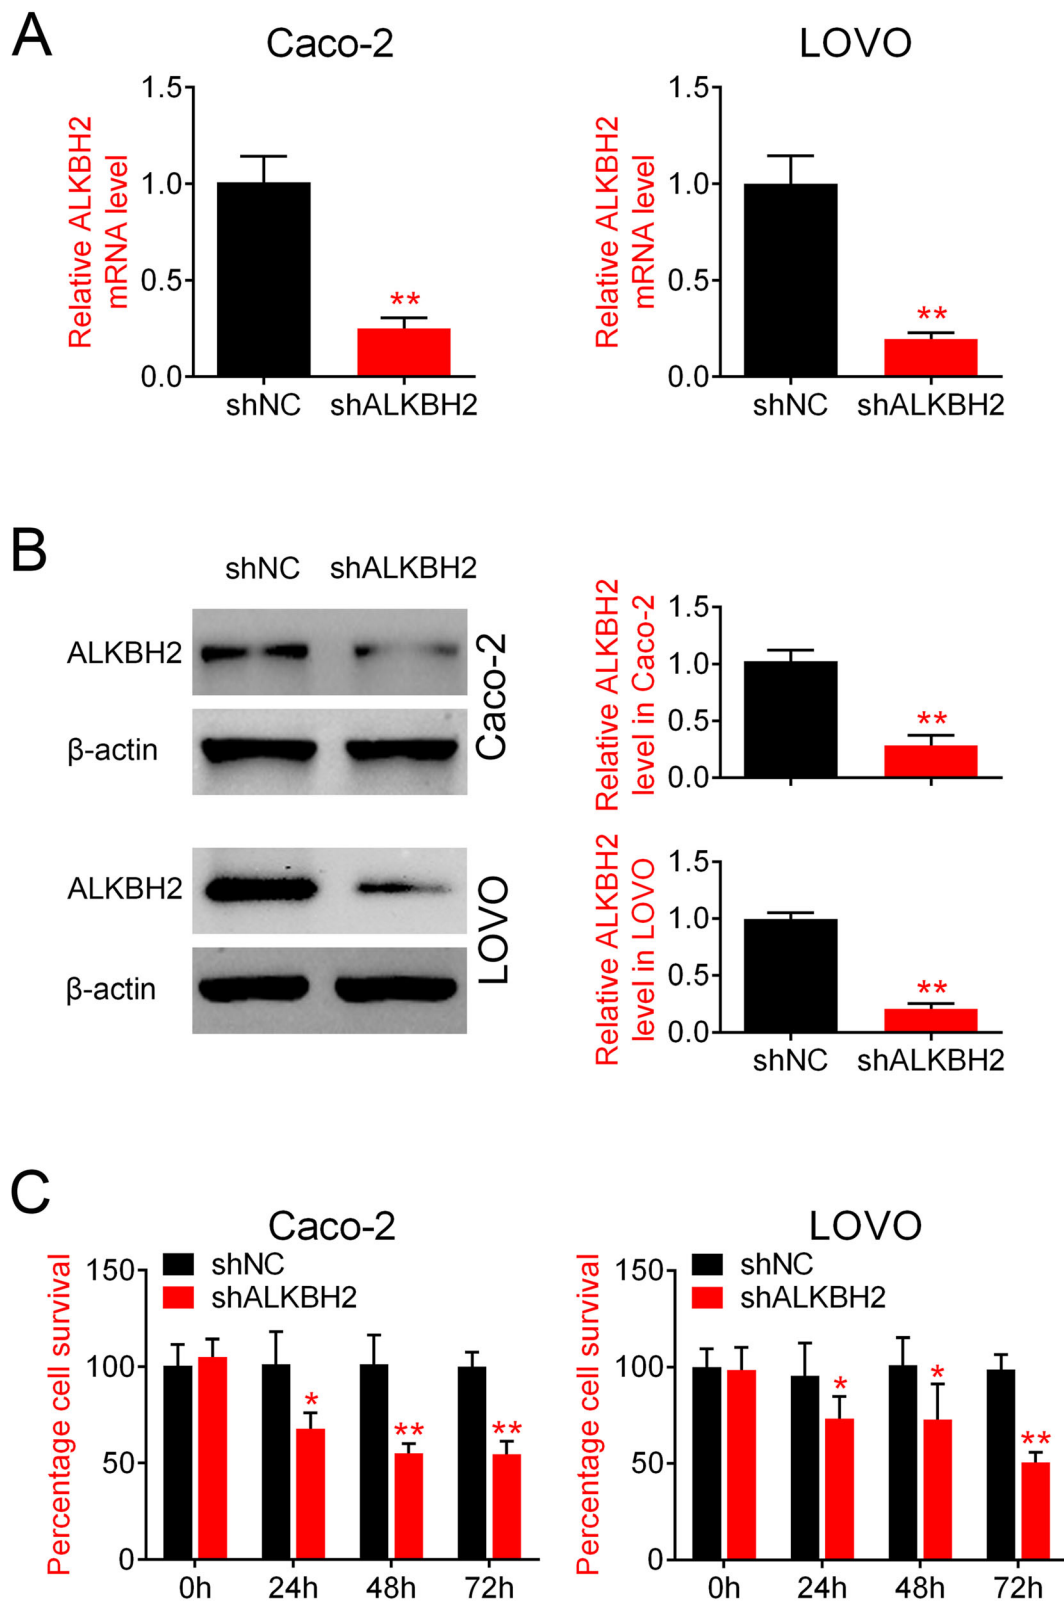 A
Caco-2
LOVO
Relative ALKBH2
mRNA level
1.5
1.0
0.5
0.0
**
shNC
shALKBH2
Relative ALKBH2
mRNA level
1.5
1.0
0.5
0.0
**
shNC
shALKBH2
B
shNC
shALKBH2
ALKBH2
β-actin
Caco-2
ALKBH2
β-actin
LOVO
Relative ALKBH2
level in Caco-2
1.5
1.0
0.5
0.0
**
Relative ALKBH2
level in LOVO
1.5
1.0
0.5
0.0
**
shNC
shALKBH2
C
Caco-2
shNC
shALKBH2
Percentage cell survival
150
100
50
0
*
**
**
0h
24h
48h
72h
LOVO
shNC
shALKBH2
Percentage cell survival
150
100
50
0
*
*
**
0h
24h
48h
72h